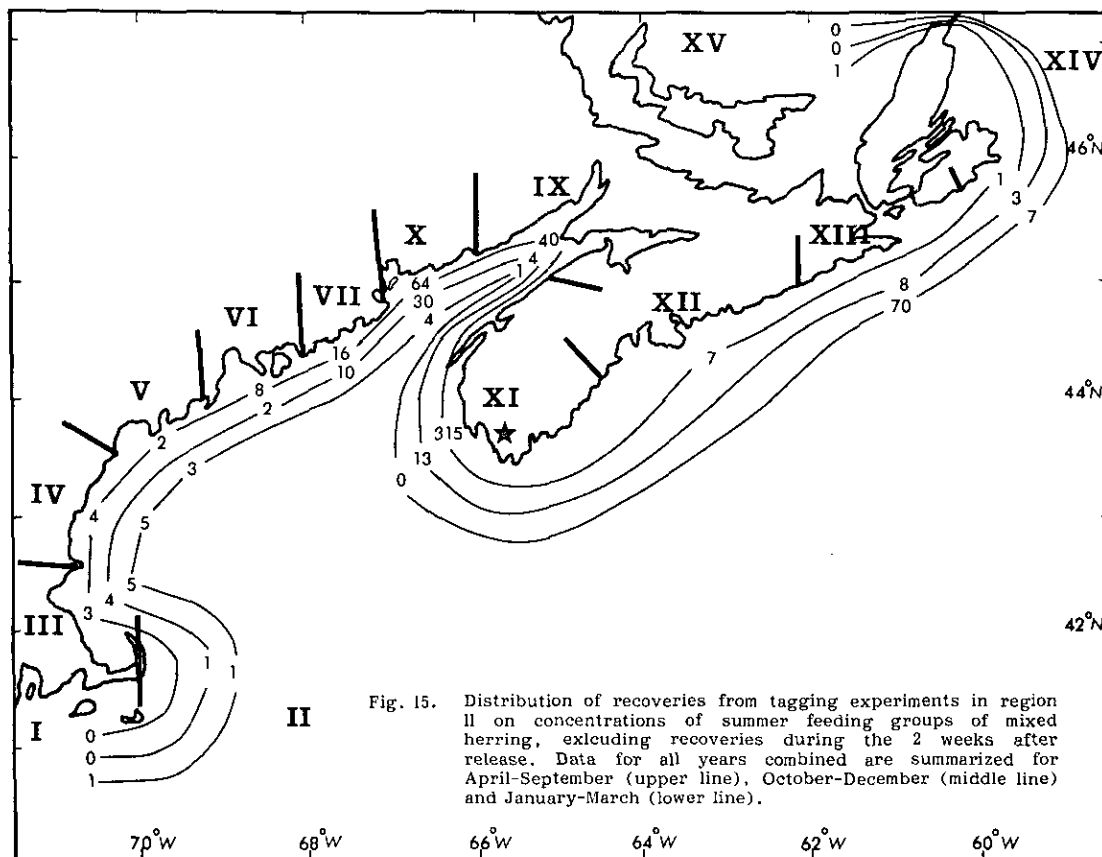 XV
0
0
1
XIV
46°N
IX
1
3
7
X
40
4
1
64
30
4
XIII
8
70
VII
XII
VI
16
10
8
2
7
V
44°N
2
3
XI
315
13
0
IV
4
5
5
4
3
III
42°N
1
1
I
0
0
1
II
Fig. 15. Distribution of recoveries from tagging experiments in region
II on concentrations of summer feeding groups of mixed
herring, exlcuding recoveries during the 2 weeks after
release. Data for all years combined are summarized for
April-September (upper line), October-December (middle line)
and January-March (lower line).
70°W 68°W 66°W 64°W 62°W 60°W